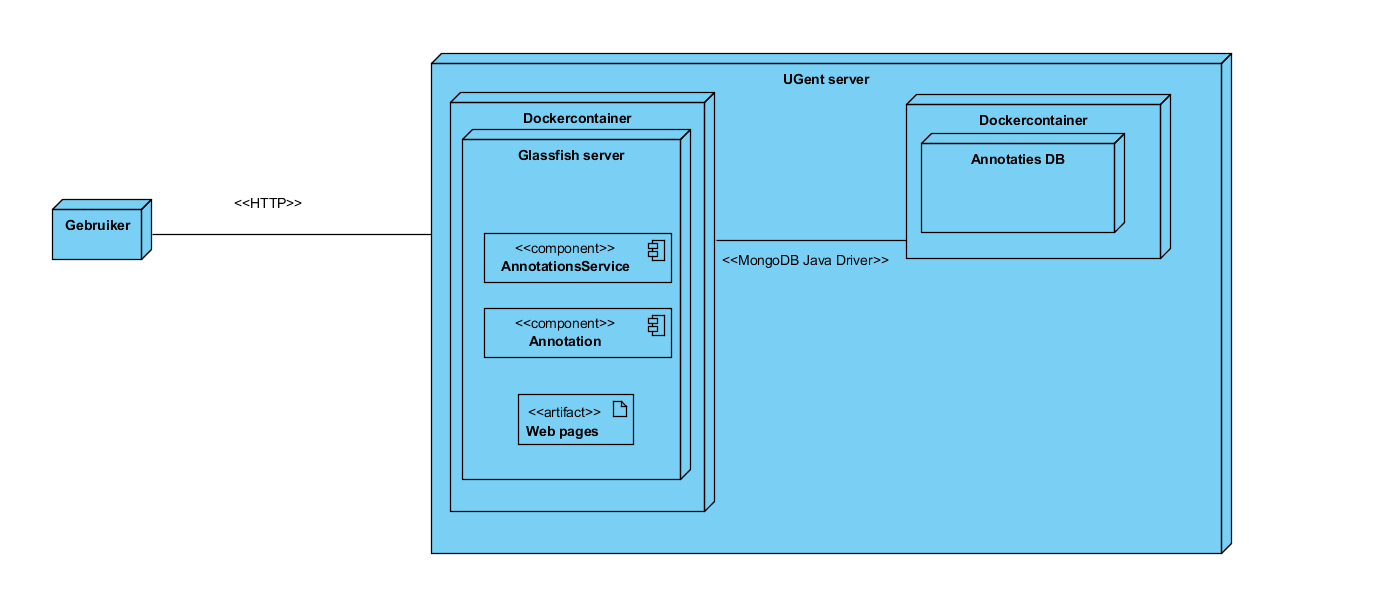 UGent server
Dockercontainer
Glassfish server
<<component>>
AnnotationsService
<<component>>
Annotation
<<artifact>>
Web pages
Dockercontainer
Annotaties DB
<<MongoDB Java Driver>>
<<HTTP>>
Gebruiker